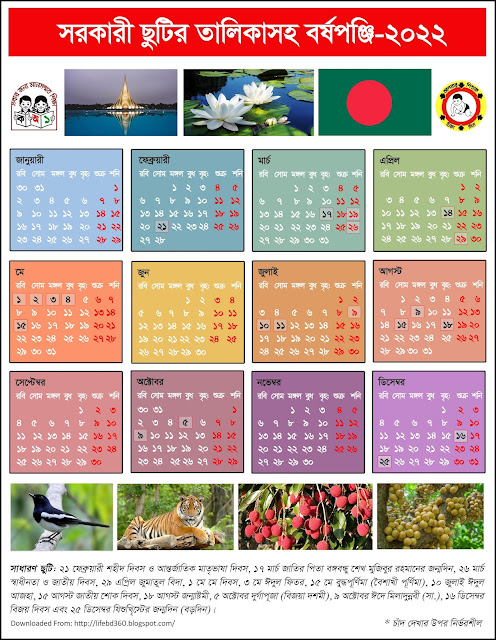 সরকারী ছুটির তালিকাসহ বর্ষপঞ্জি-২০২২
সবার জন্য মানসম্মত শিক্ষা
ক অ ১
জানুয়ারী
রবি সোম মঙ্গল বুধ বৃহ: শুক্র শনি
৩০ ৩১ ১
২ ৩ ৪ ৫ ৬ ৭ ৮
৯ ১০ ১১ ১২ ১৩ ১৪ ১৫
১৬ ১৭ ১৮ ১৯ ২০ ২১ ২২
২৩ ২৪ ২৫ ২৬ ২৭ ২৮ ২৯
ফেব্রুয়ারী
রবি সোম মঙ্গল বুধ বৃহ: শুক্র শনি
১ ২ ৩ ৪ ৫
৬ ৭ ৮ ৯ ১০ ১১ ১২
১৩ ১৪ ১৫ ১৬ ১৭ ১৮ ১৯
২০ ২১ ২২ ২৩ ২৪ ২৫ ২৬
২৭ ২৮
মার্চ
রবি সোম মঙ্গল বুধ বৃহ: শুক্র শনি
১ ২ ৩ ৪ ৫
৬ ৭ ৮ ৯ ১০ ১১ ১২
১৩ ১৪ ১৫ ১৬ ১৭ ১৮ ১৯
২০ ২১ ২২ ২৩ ২৪ ২৫ ২৬
২৭ ২৮ ২৯ ৩০ ৩১
এপ্রিল
রবি সোম মঙ্গল বুধ বৃহ: শুক্র শনি
১ ২
৩ ৪ ৫ ৬ ৭ ৮ ৯
১০ ১১ ১২ ১৩ ১৪ ১৫ ১৬
১৭ ১৮ ১৯ ২০ ২১ ২২ ২৩
২৪ ২৫ ২৬ ২৭ ২৮ ২৯ ৩০
মে
রবি সোম মঙ্গল বুধ বৃহ: শুক্র শনি
১ ২ ৩ ৪ ৫ ৬ ৭
৮ ৯ ১০ ১১ ১২ ১৩ ১৪
১৫ ১৬ ১৭ ১৮ ১৯ ২০ ২১
২২ ২৩ ২৪ ২৫ ২৬ ২৭ ২৮
২৯ ৩০ ৩১
জুন
রবি সোম মঙ্গল বুধ বৃহ: শুক্র শনি
১ ২ ৩ ৪
৫ ৬ ৭ ৮ ৯ ১০ ১১
১২ ১৩ ১৪ ১৫ ১৬ ১৭ ১৮
১৯ ২০ ২১ ২২ ২৩ ২৪ ২৫
২৬ ২৭ ২৮ ২৯ ৩০
জুলাই
রবি সোম মঙ্গল বুধ বৃহ: শুক্র শনি
৩১ ১ ২
৩ ৪ ৫ ৬ ৭ ৮ ৯
১০ ১১ ১২ ১৩ ১৪ ১৫ ১৬
১৭ ১৮ ১৯ ২০ ২১ ২২ ২৩
২৪ ২৫ ২৬ ২৭ ২৮ ২৯ ৩০
আগস্ট
রবি সোম মঙ্গল বুধ বৃহ: শুক্র শনি
১ ২ ৩ ৪ ৫ ৬
৭ ৮ ৯ ১০ ১১ ১২ ১৩
১৪ ১৫ ১৬ ১৭ ১৮ ১৯ ২০
২১ ২২ ২৩ ২৪ ২৫ ২৬ ২৭
২৮ ২৯ ৩০ ৩১
সেপ্টেম্বর
রবি সোম মঙ্গল বুধ বৃহ: শুক্র শনি
১ ২ ৩
৪ ৫ ৬ ৭ ৮ ৯ ১০
১১ ১২ ১৩ ১৪ ১৫ ১৬ ১৭
১৮ ১৯ ২০ ২১ ২২ ২৩ ২৪
২৫ ২৬ ২৭ ২৮ ২৯ ৩০
অক্টোবর
রবি সোম মঙ্গল বুধ বৃহ: শুক্র শনি
৩০ ৩১ ১
২ ৩ ৪ ৫ ৬ ৭ ৮
৯ ১০ ১১ ১২ ১৩ ১৪ ১৫
১৬ ১৭ ১৮ ১৯ ২০ ২১ ২২
২৩ ২৪ ২৫ ২৬ ২৭ ২৮ ২৯
নভেম্বর
রবি সোম মঙ্গল বুধ বৃহ: শুক্র শনি
১ ২ ৩ ৪ ৫
৬ ৭ ৮ ৯ ১০ ১১ ১২
১৩ ১৪ ১৫ ১৬ ১৭ ১৮ ১৯
২০ ২১ ২২ ২৩ ২৪ ২৫ ২৬
২৭ ২৮ ২৯ ৩০
ডিসেম্বর
রবি সোম মঙ্গল বুধ বৃহ: শুক্র শনি
১ ২ ৩
৪ ৫ ৬ ৭ ৮ ৯ ১০
১১ ১২ ১৩ ১৪ ১৫ ১৬ ১৭
১৮ ১৯ ২০ ২১ ২২ ২৩ ২৪
২৫ ২৬ ২৭ ২৮ ২৯ ৩০ ৩১
সাধারণ ছুটি: ২১ ফেব্রুয়ারী শহীদ দিবস ও আন্তর্জাতিক মাতৃভাষা দিবস, ১৭ মার্চ জাতির পিতা বঙ্গবন্ধু শেখ মুজিবুর রহমানের জন্মদিন, ২৬ মার্চ
স্বাধীনতা ও জাতীয় দিবস, ২৯ এপ্রিল জুমাতুল বিদা, ১ মে মে দিবস, ৩ মে ঈদুল ফিতর, ১৫ মে বুদ্ধপূর্ণিমা (বৈশাখী পূর্ণিমা), ১০ জুলাই ঈদুল
আজহা, ১৫ আগস্ট জাতীয় শোক দিবস, ১৮ আগস্ট জন্মাষ্টমী, ৫ অক্টোবর দুর্গাপূজা (বিজয়া দশমী), ৯ অক্টোবর ঈদে মিলাদুন্নবী (সা.), ১৬ ডিসেম্বর
বিজয় দিবস এবং ২৫ ডিসেম্বর যিশুখ্রিস্টের জন্মদিন (বড়দিন)।
Downloaded From: http://lifebd360.blogspot.com/
* চাঁদ দেখার উপর নির্ভরশীল